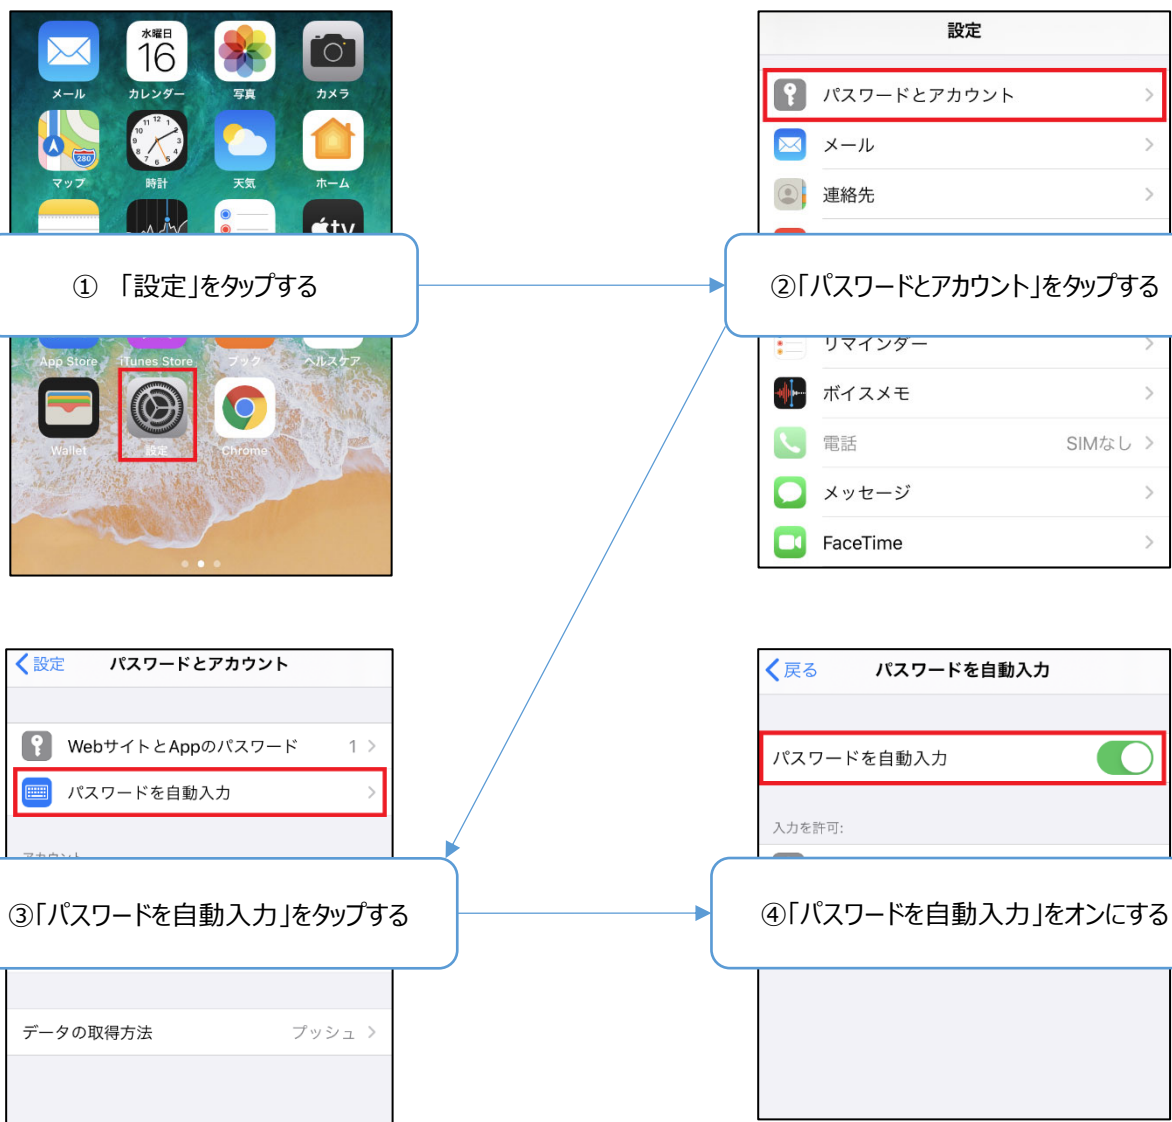 水曜日
16
メール
カレンダー
写真
カメラ
280
マップ
時計
天気
ホーム
tv
① 「設定」をタップする
App Store
iTunes Store
ブック
ヘルスケア
Wallet
設定
Chrome
設定
パスワードとアカウント
メール
連絡先
②「パスワードとアカウント」をタップする
リマインダー
ボイスメモ
電話 SIMなし
メッセージ
FaceTime
設定 パスワードとアカウント
WebサイトとAppのパスワード 1
パスワードを自動入力
アカウント
③「パスワードを自動入力」をタップする
データの取得方法 プッシュ
戻る パスワードを自動入力
パスワードを自動入力
入力を許可:
④「パスワードを自動入力」をオンにする